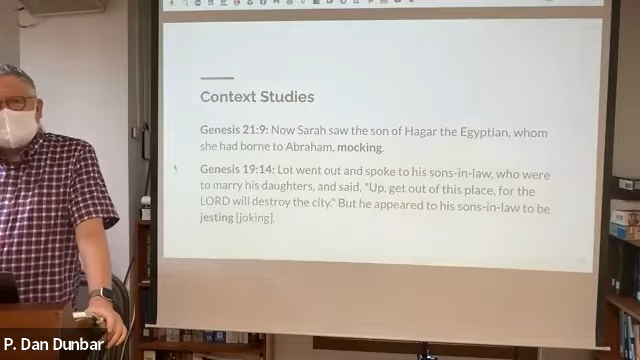 Context Studies
Genesis 21:9: Now Sarah saw the son of Hagar the Egyptian, whom
she had borne to Abraham, mocking.
Genesis 19:14: Lot went out and spoke to his sons-in-law, who were
to marry his daughters, and said, "Up, get out of this place, for the
LORD will destroy the city." But he appeared to his sons-in-law to be
jesting [joking].
P. Dan Dunbar